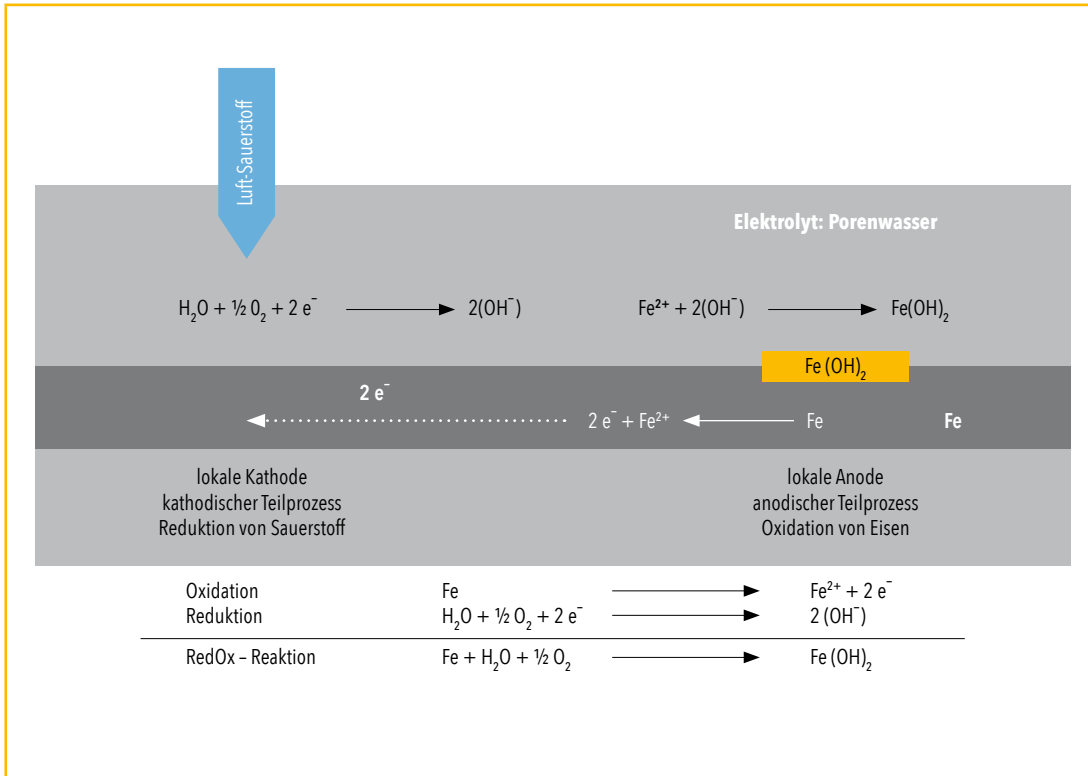 Luft-Sauerstoff
Elektrolyt: Porenwasser
H₂O + ½ O₂ + 2 e⁻ → 2(OH⁻)
Fe²⁺ + 2(OH⁻) → Fe(OH)₂
Fe (OH)₂
2 e⁻
2 e⁻ + Fe²⁺ ← Fe
Fe
lokale Kathode
kathodischer Teilprozess
Reduktion von Sauerstoff
lokale Anode
anodischer Teilprozess
Oxidation von Eisen
Oxidation Fe → Fe²⁺ + 2 e⁻
Reduktion H₂O + ½ O₂ + 2 e⁻ → 2 (OH⁻)
RedOx – Reaktion Fe + H₂O + ½ O₂ → Fe (OH)₂